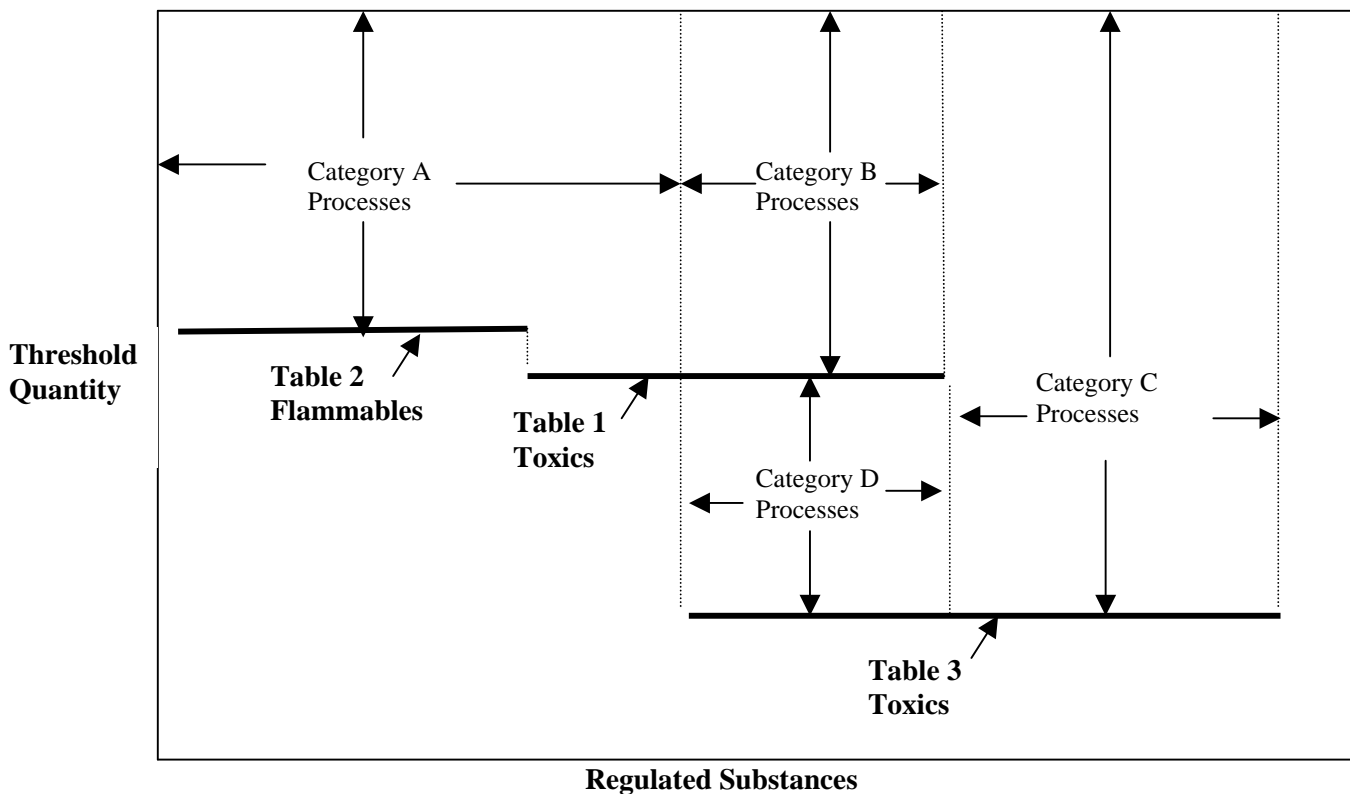 Category A
Processes
Category B
Processes
Threshold
Quantity
Table 2
Flammables
Table 1
Toxics
Category C
Processes
Category D
Processes
Table 3
Toxics
Regulated Substances